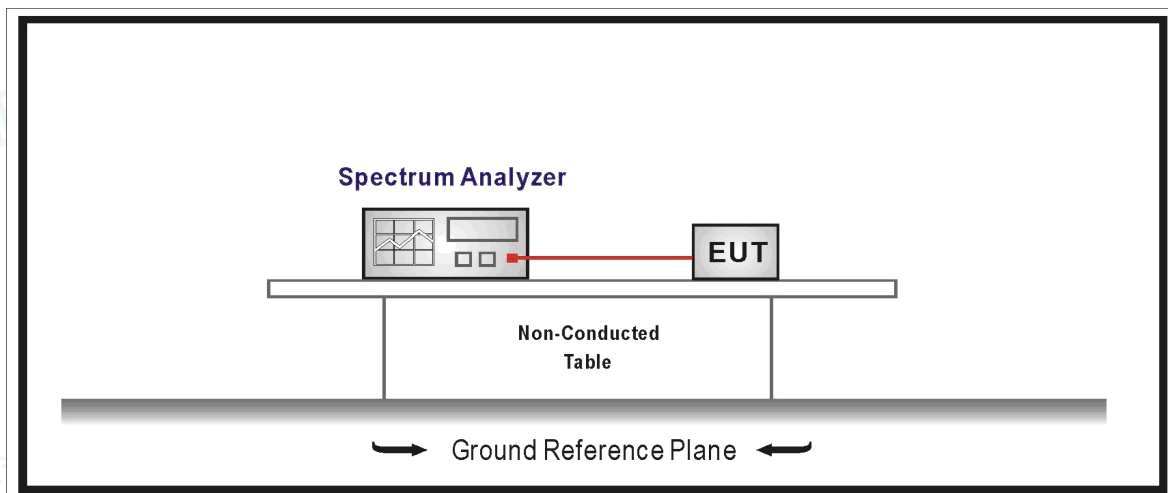 Spectrum Analyzer
EUT
Non-Conducted
Table
Ground Reference Plane